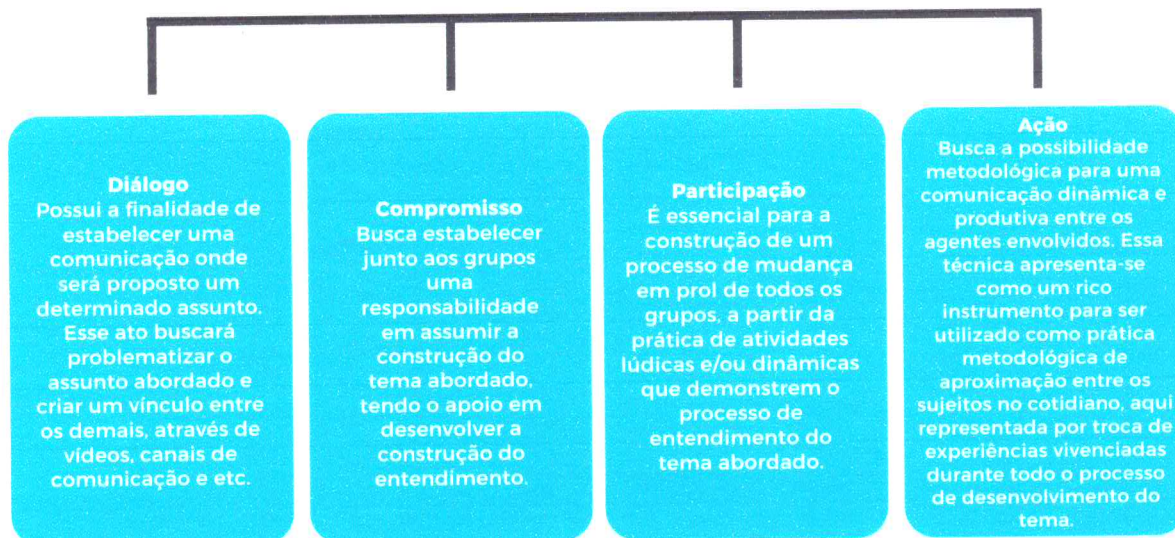 Diálogo
Possui a finalidade de
estabelecer uma
comunicação onde
será proposto um
determinado assunto.
Esse ato buscará
problematizar o
assunto abordado e
criar um vínculo entre
os demais, através de
vídeos, canais de
comunicação e etc.
Compromisso
Busca estabelecer
junto aos grupos
uma
responsabilidade
em assumir a
construção do
tema abordado,
tendo o apoio em
desenvolver a
construção do
entendimento.
Participação
É essencial para a
construção de um
processo de mudança
em prol de todos os
grupos, a partir da
prática de atividades
lúdicas e/ou dinâmicas
que demonstrem o
processo de
entendimento do
tema abordado.
Ação
Busca a possibilidade
metodológica para uma
comunicação dinâmica e
produtiva entre os
agentes envolvidos. Essa
técnica apresenta-se
como um rico
instrumento para ser
utilizado como prática
metodológica de
aproximação entre os
sujeitos no cotidiano, aqui
representada por troca de
experiências vivenciadas
durante todo o processo
de desenvolvimento do
tema.